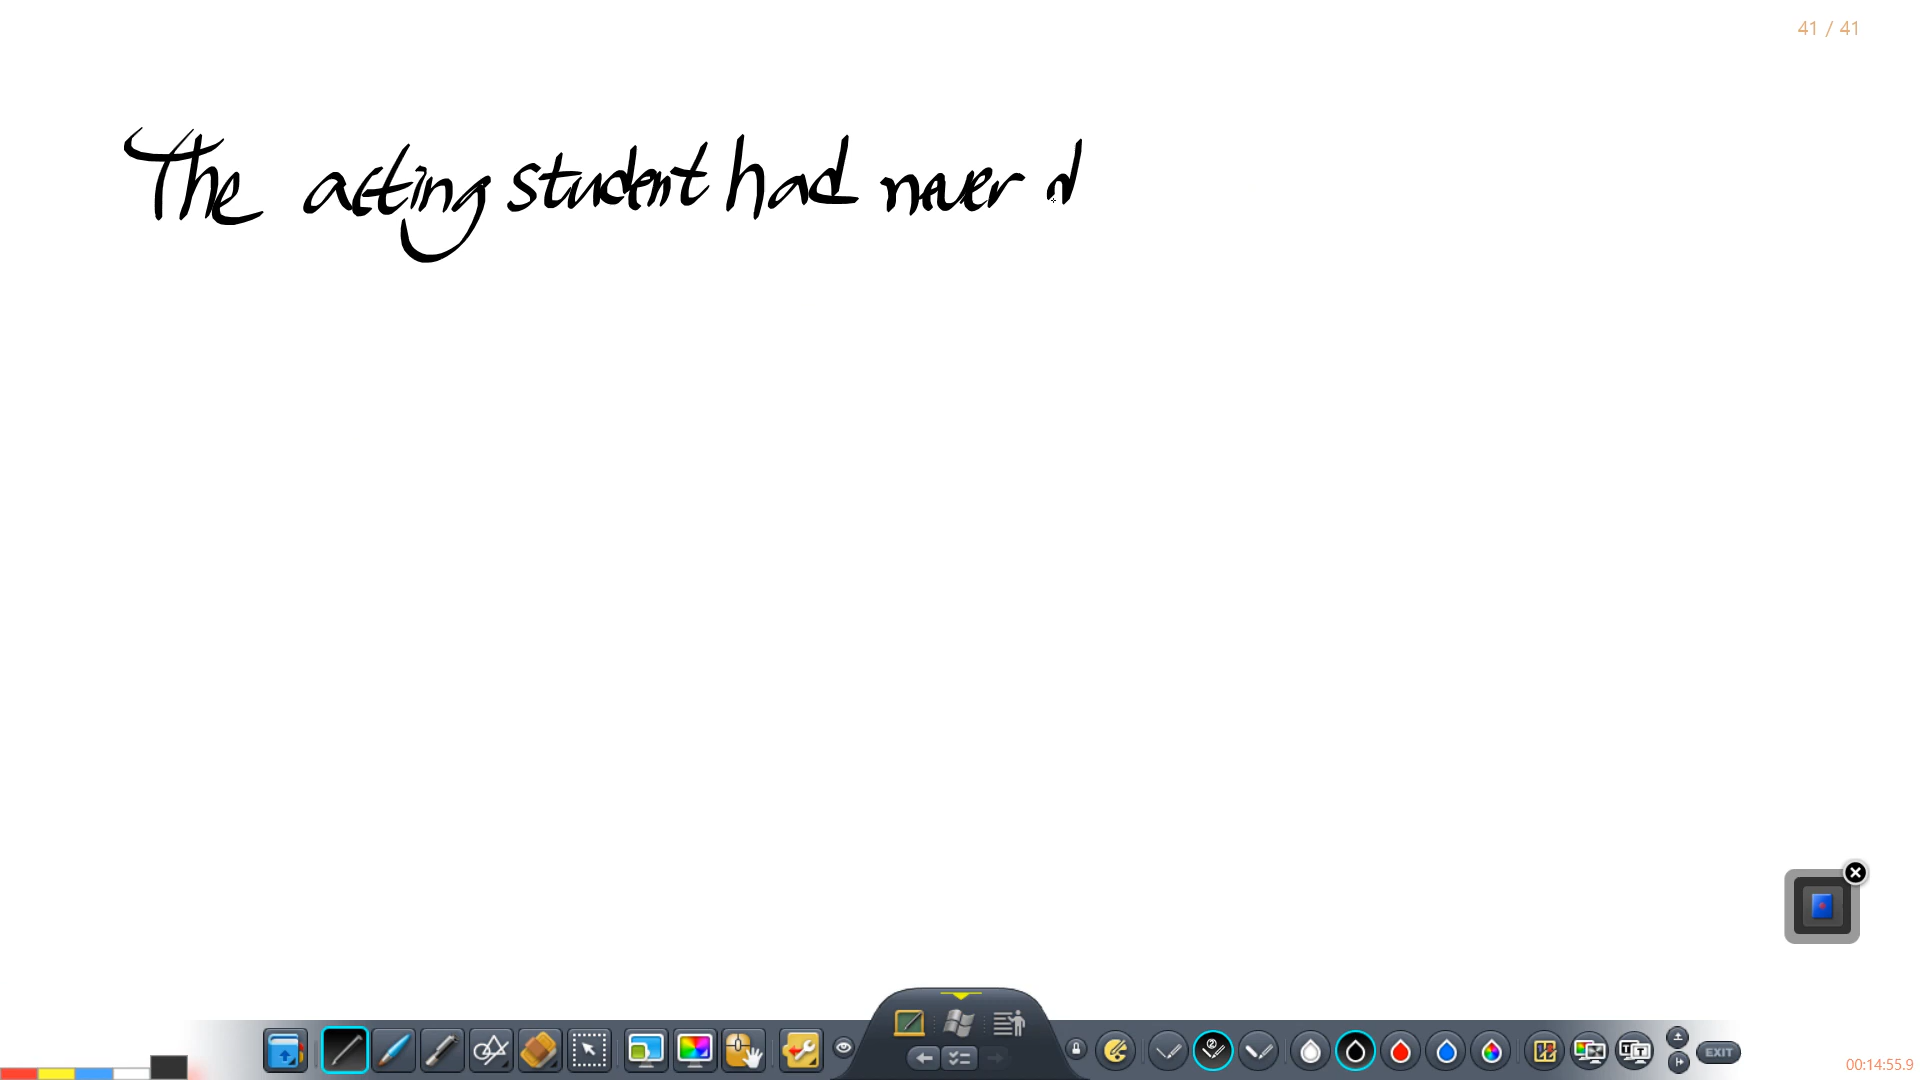 41 / 41
The acting student had never d
EXIT
00:14:55.9